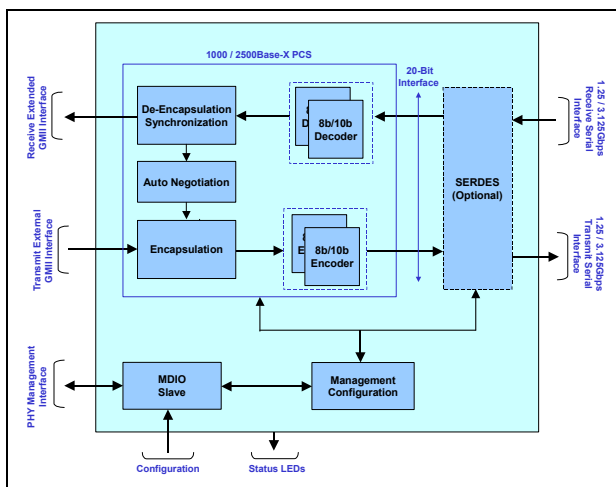 1000 / 2500Base-X PCS
20-Bit
Interface
Receive Extended
GMII Interface
De-Encapsulation
Synchronization
8
D
8b/10b
Decoder
1.25 / 3.125Gbps
Receive Serial
Interface
Auto Negotiation
SERDES
(Optional)
Transmit External
GMII Interface
Encapsulation
8
E
8b/10b
Encoder
1.25 / 3.125Gbps
Transmit Serial
Interface
PHY Management
Interface
MDIO
Slave
Management
Configuration
Configuration
Status LEDs